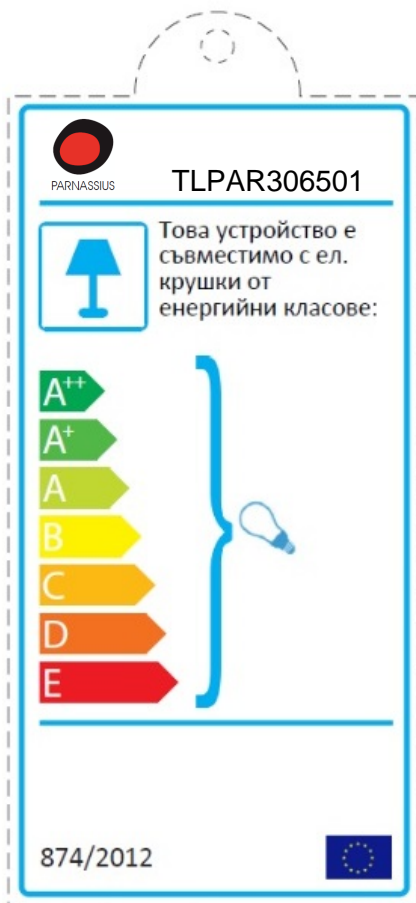 PARNASSIUS
TLPAR306501
Това устройство е
съвместимо с ел.
крушки от
енергийни класове:
A++
A+
A
B
C
D
E
874/2012